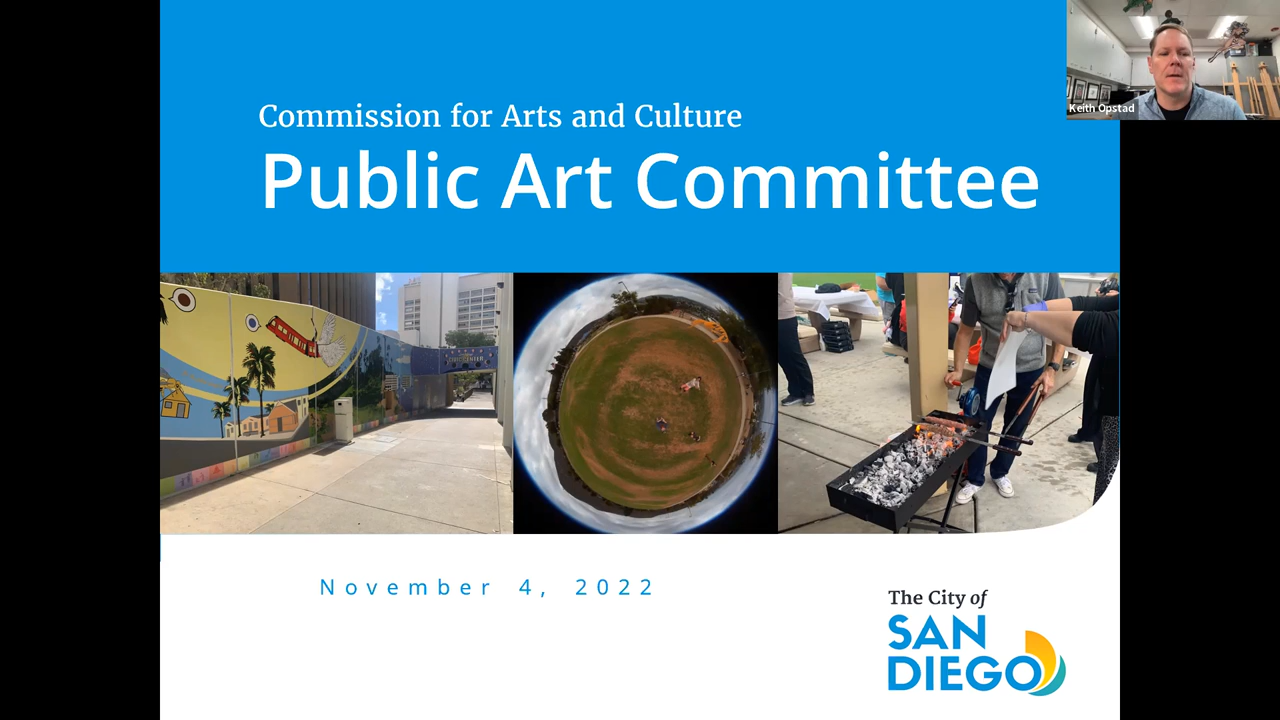 Commission for Arts and Culture
Public Art Committee
Keith Opstad
November 4, 2022
The City of
SAN
DIEGO